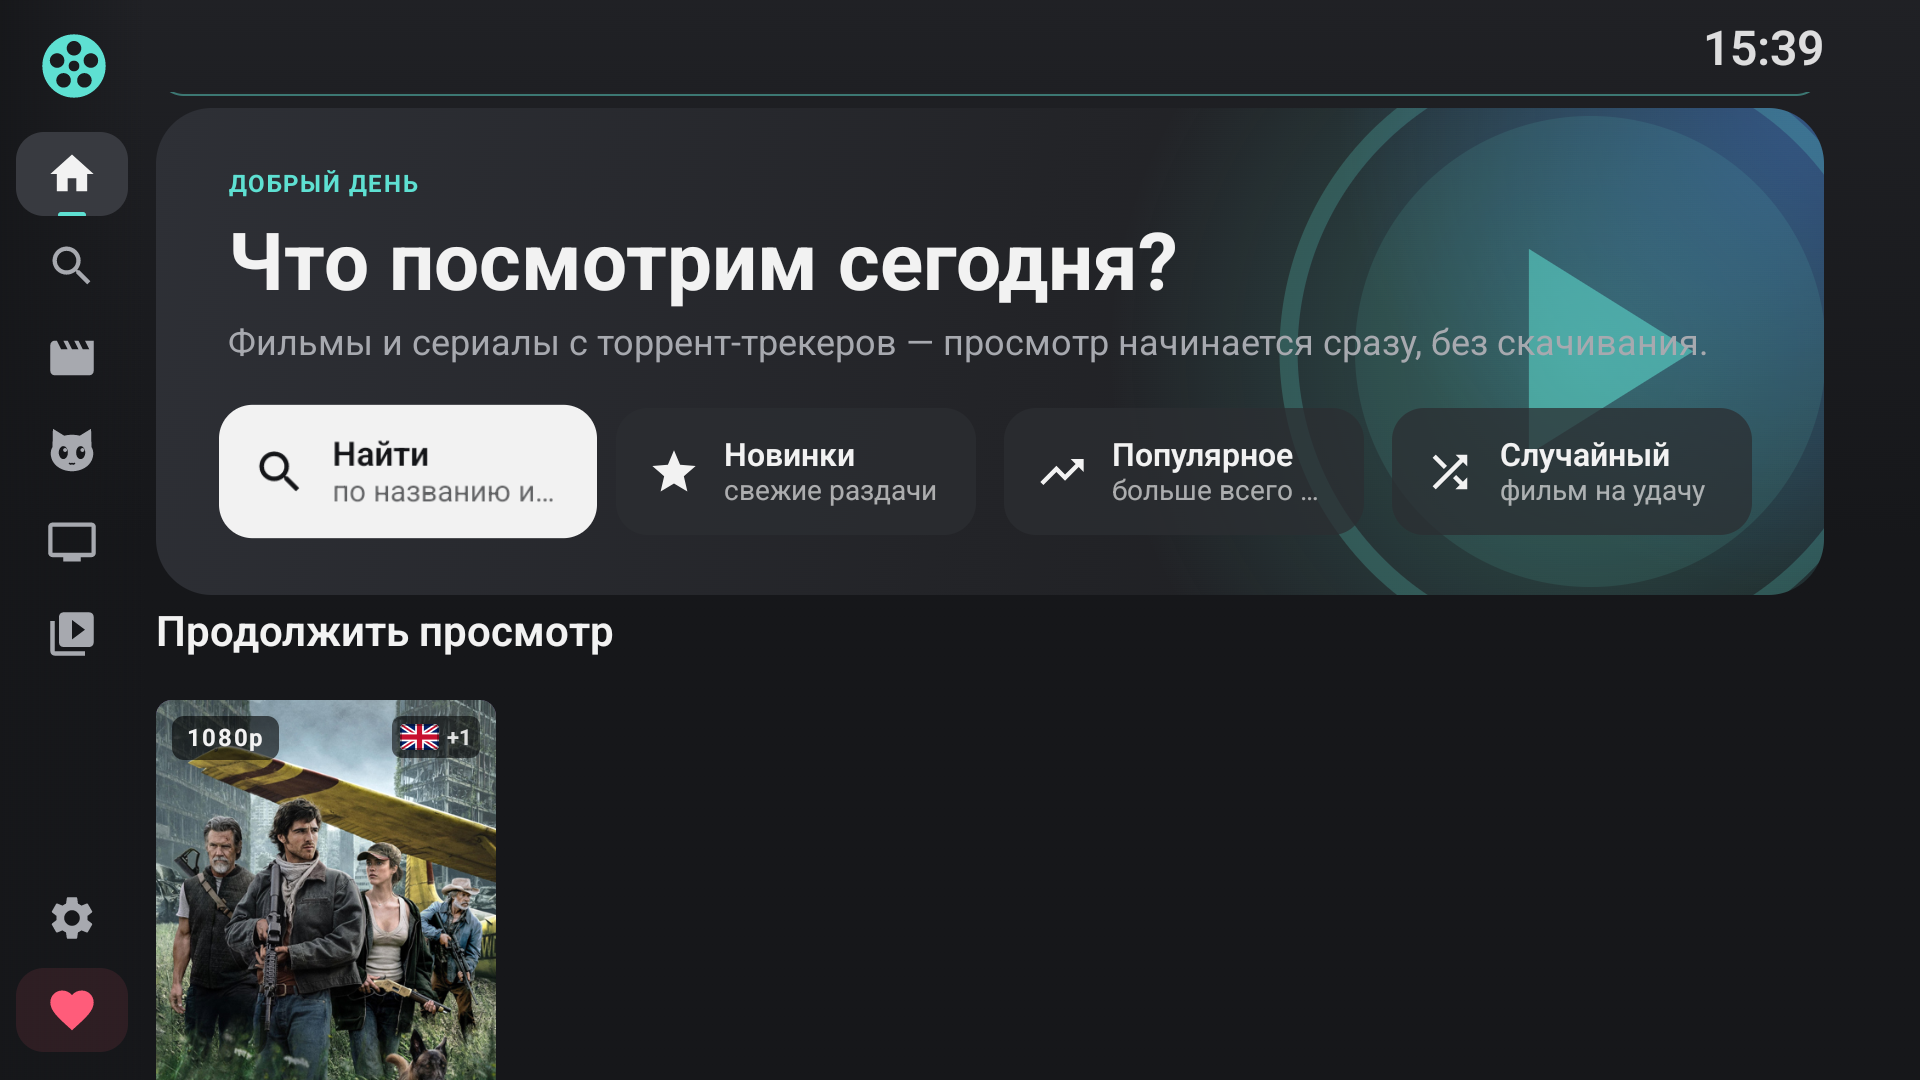 15:39
ДОБРЫЙ ДЕНЬ
Что посмотрим сегодня?
Фильмы и сериалы с торрент-трекеров — просмотр начинается сразу, без скачивания.
Найти
по названию и...
Новинки
свежие раздачи
Популярное
больше всего ...
Случайный
фильм на удачу
Продолжить просмотр
1080p
+1